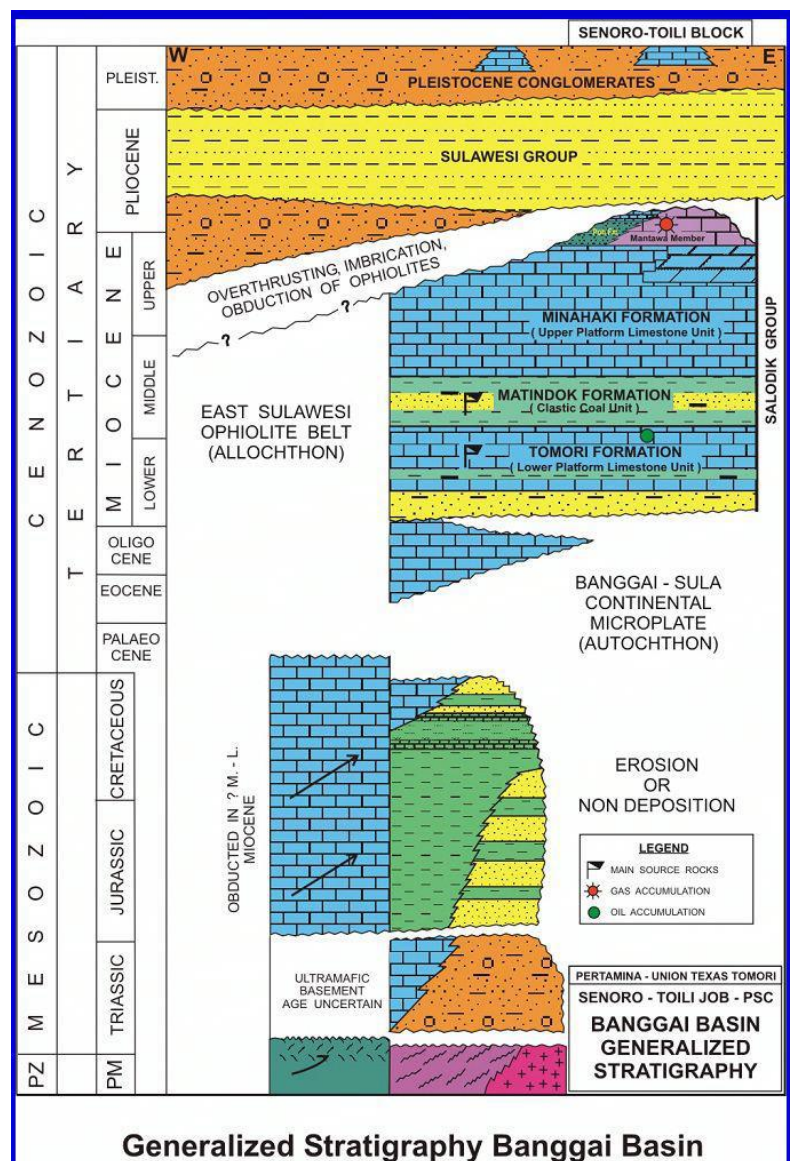 SENORO-TOILI BLOCK
W
E
PLEIST.
PLEISTOCENE CONGLOMERATES
PLIOCENE
SULAWESI GROUP
CENOZOIC
TERTIARY
MIOCENE
UPPER
MIDDLE
LOWER
OVERTHRUSTING, IMBRICATION,
OBDUCTION OF OPHIOLITES
?
?
Mantawa Member
MINAHAKI FORMATION
( Upper Platform Limestone Unit )
MATINDOK FORMATION
( Clastic Coal Unit )
TOMORI FORMATION
( Lower Platform Limestone Unit )
SALODIK GROUP
EAST SULAWESI
OPHIOLITE BELT
(ALLOCHTHON)
OLIGO
CENE
EOCENE
PALAEO
CENE
BANGGAI - SULA
CONTINENTAL
MICROPLATE
(AUTOCHTHON)
MESOZOIC
CRETACEOUS
JURASSIC
TRIASSIC
OBDUCTED IN ? M. - L.
MIOCENE
EROSION
OR
NON DEPOSITION
LEGEND
MAIN SOURCE ROCKS
GAS ACCUMULATION
OIL ACCUMULATION
ULTRAMAFIC
BASEMENT
AGE UNCERTAIN
PZ
PM
PERTAMINA - UNION TEXAS TOMORI
SENORO - TOILI JOB - PSC
BANGGAI BASIN
GENERALIZED
STRATIGRAPHY
Generalized Stratigraphy Banggai Basin